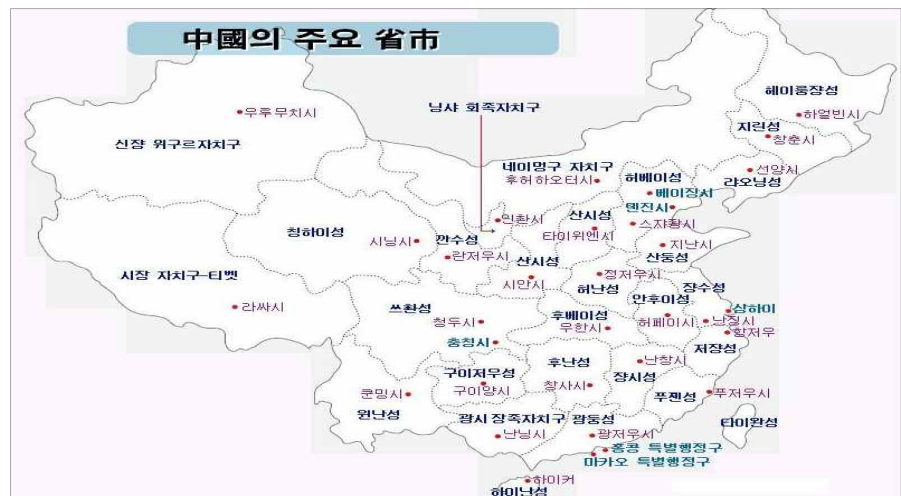 中國의 주요 省市
헤이룽쟝성
우루무치시
닝샤 회족자치구
하얼빈시
지린성
창춘시
신쟝 위구르자치구
네이멍구 자치구
허베이성
선양시
후허하오터시
랴오닝성
베이징시
톈진시
인촨시
산시성
스쟈좡시
칭하이성
타이위엔시
시닝시
깐수성
지난시
란저우시
산시성
산둥성
시장 자치구-티벳
정저우시
시안시
허난성
쟝수성
안후이성
라싸시
쓰촨성
상하이
후베이성
청두시
허페이시
난징시
우한시
항저우
충칭시
저쟝성
후난성
난창시
구이저우성
쟝시성
쿤밍시
구이양시
창사시
푸젠성
푸저우시
윈난성
광시 장족자치구
광둥성
타이완성
난닝시
광저우시
홍콩 특별행정구
마카오 특별행정구
하이커
하이난성